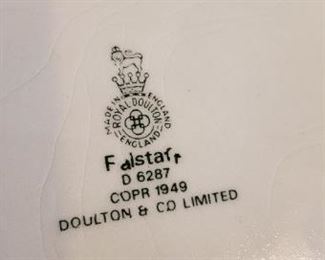 MADE IN ENGLAND
ROYAL DOULTON
ENGLAND
Falstaff
D 6287
COPR 1949
DOULTON & CO LIMITED